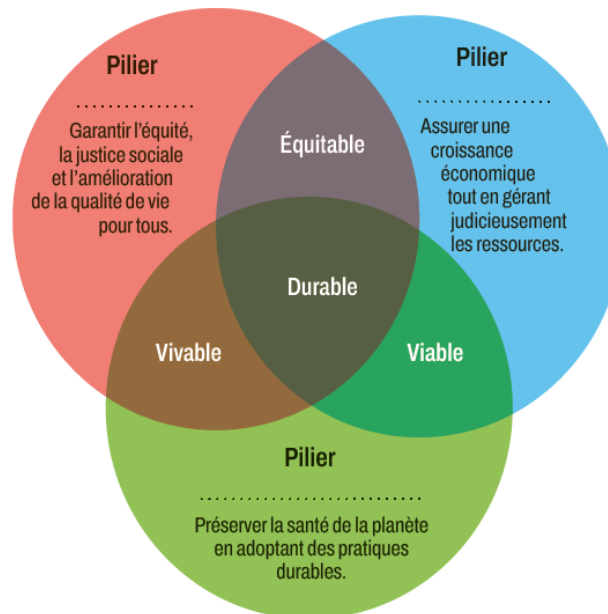 Pilier
Garantir l'équité,
la justice sociale
et l'amélioration
de la qualité de vie
pour tous.
Pilier
Assurer une
croissance
économique
tout en gérant
judicieusement
les ressources.
Équitable
Durable
Vivable
Viable
Pilier
Préserver la santé de la planète
en adoptant des pratiques
durables.